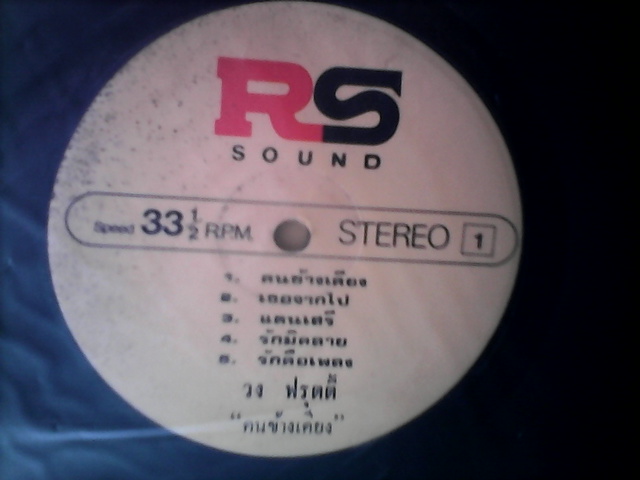 RS
SOUND
Speed 33 1/2 R.P.M. STEREO 1
๑. คนข้างเคียง
๒. เธอจากไป
๓. แดนเสรี
๔. รักมิคลาย
๕. รักคือเพลง
วง ฟรุตตี้
"คนข้างเคียง"